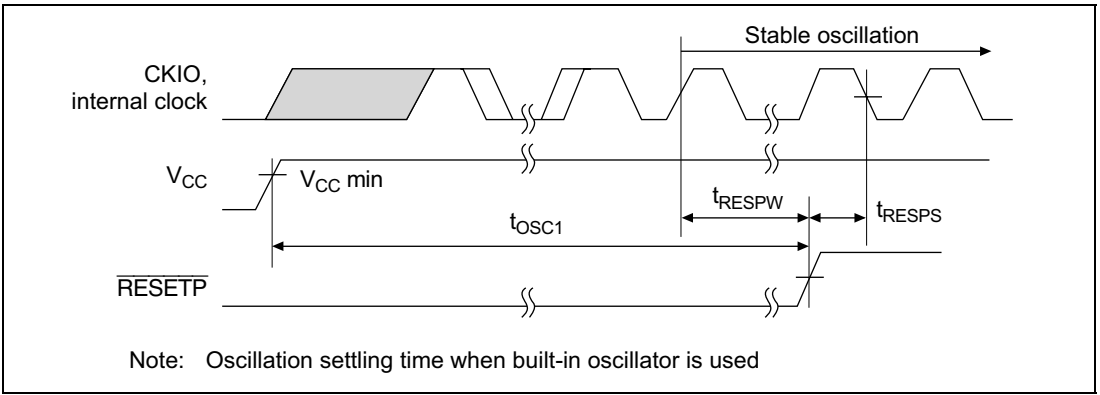 Stable oscillation
CKIO,
internal clock
VCC
VCC min
tRESPW
tRESPS
tOSC1
RESETP
Note: Oscillation settling time when built-in oscillator is used